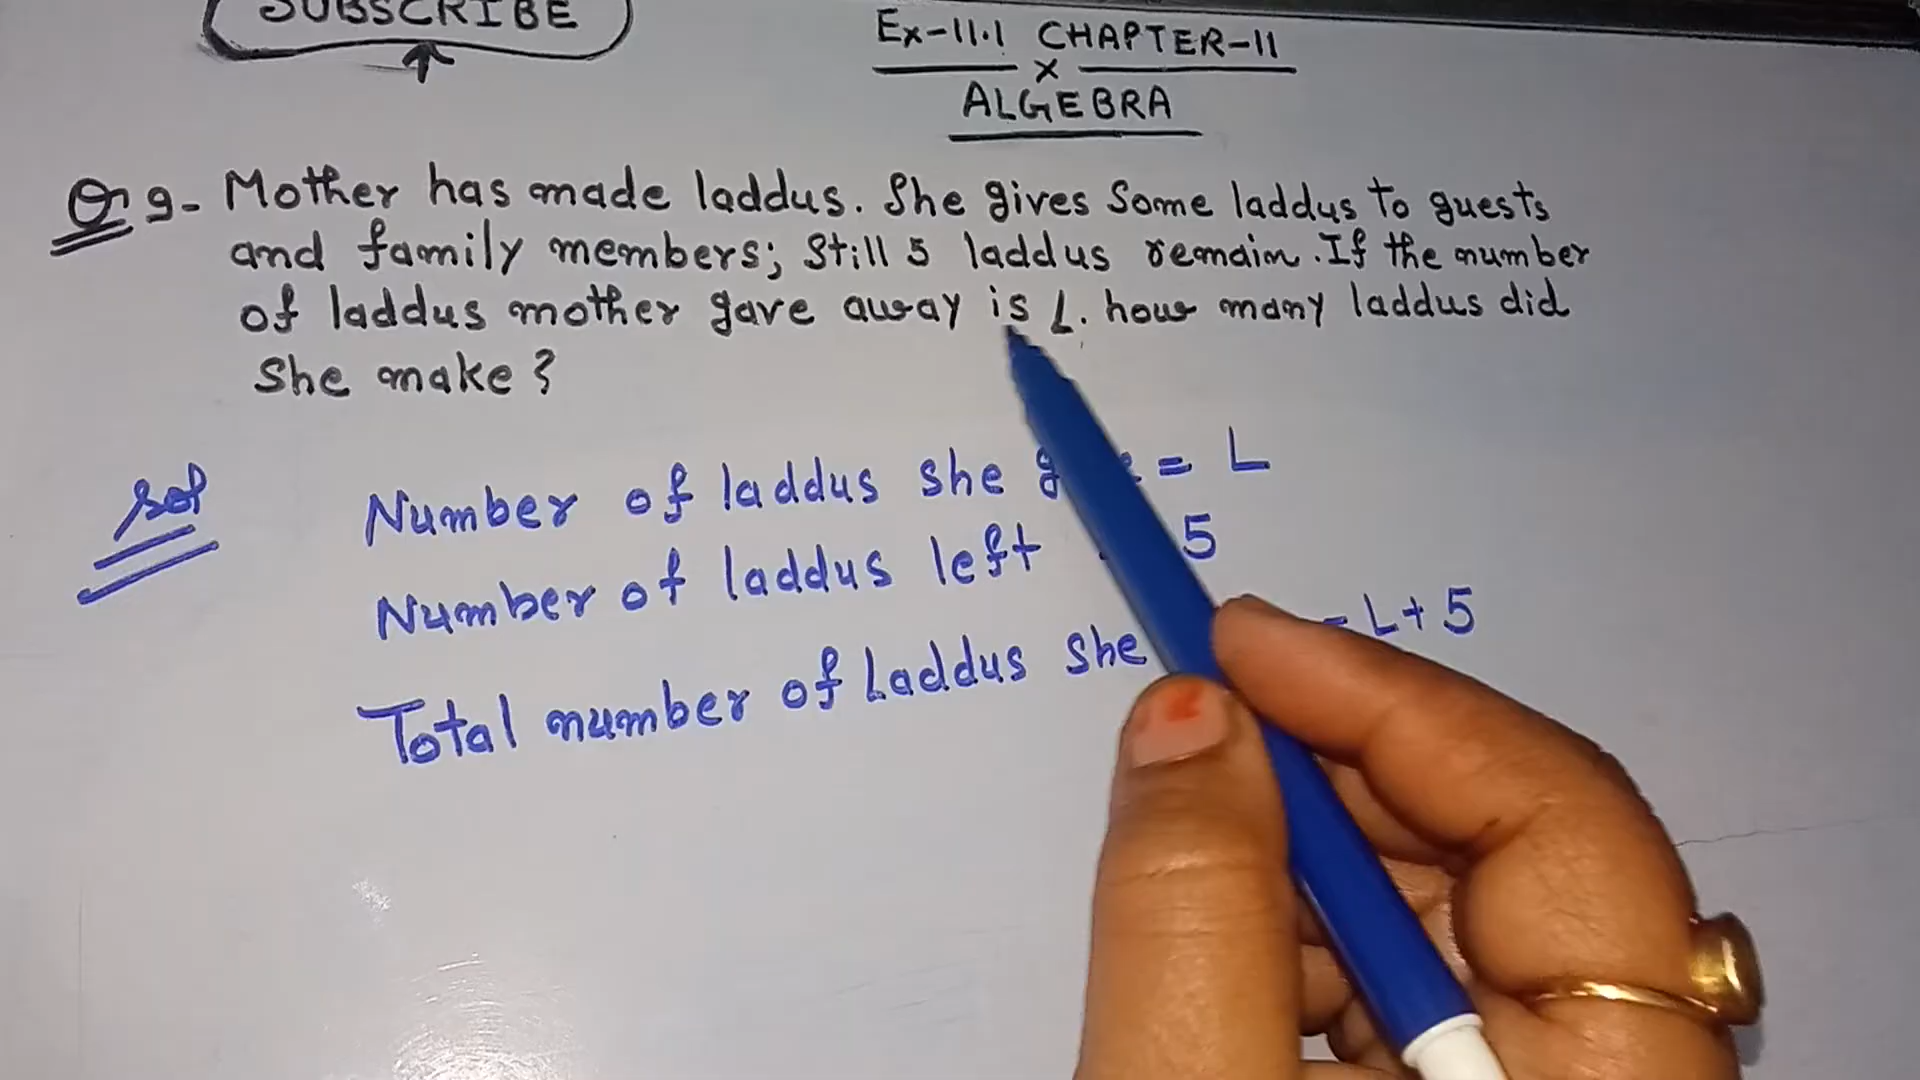 SUBSCRIBE
Ex-11.1 CHAPTER-11
x
ALGEBRA
Q 9- Mother has made laddus. She gives Some laddus to guests
and family members; Still 5 laddus remain. If the number
of laddus mother gave away is L. how many laddus did
She make?
Sol
Number of laddus she = L
Number of laddus left 5
Total number of Laddus she = L+5